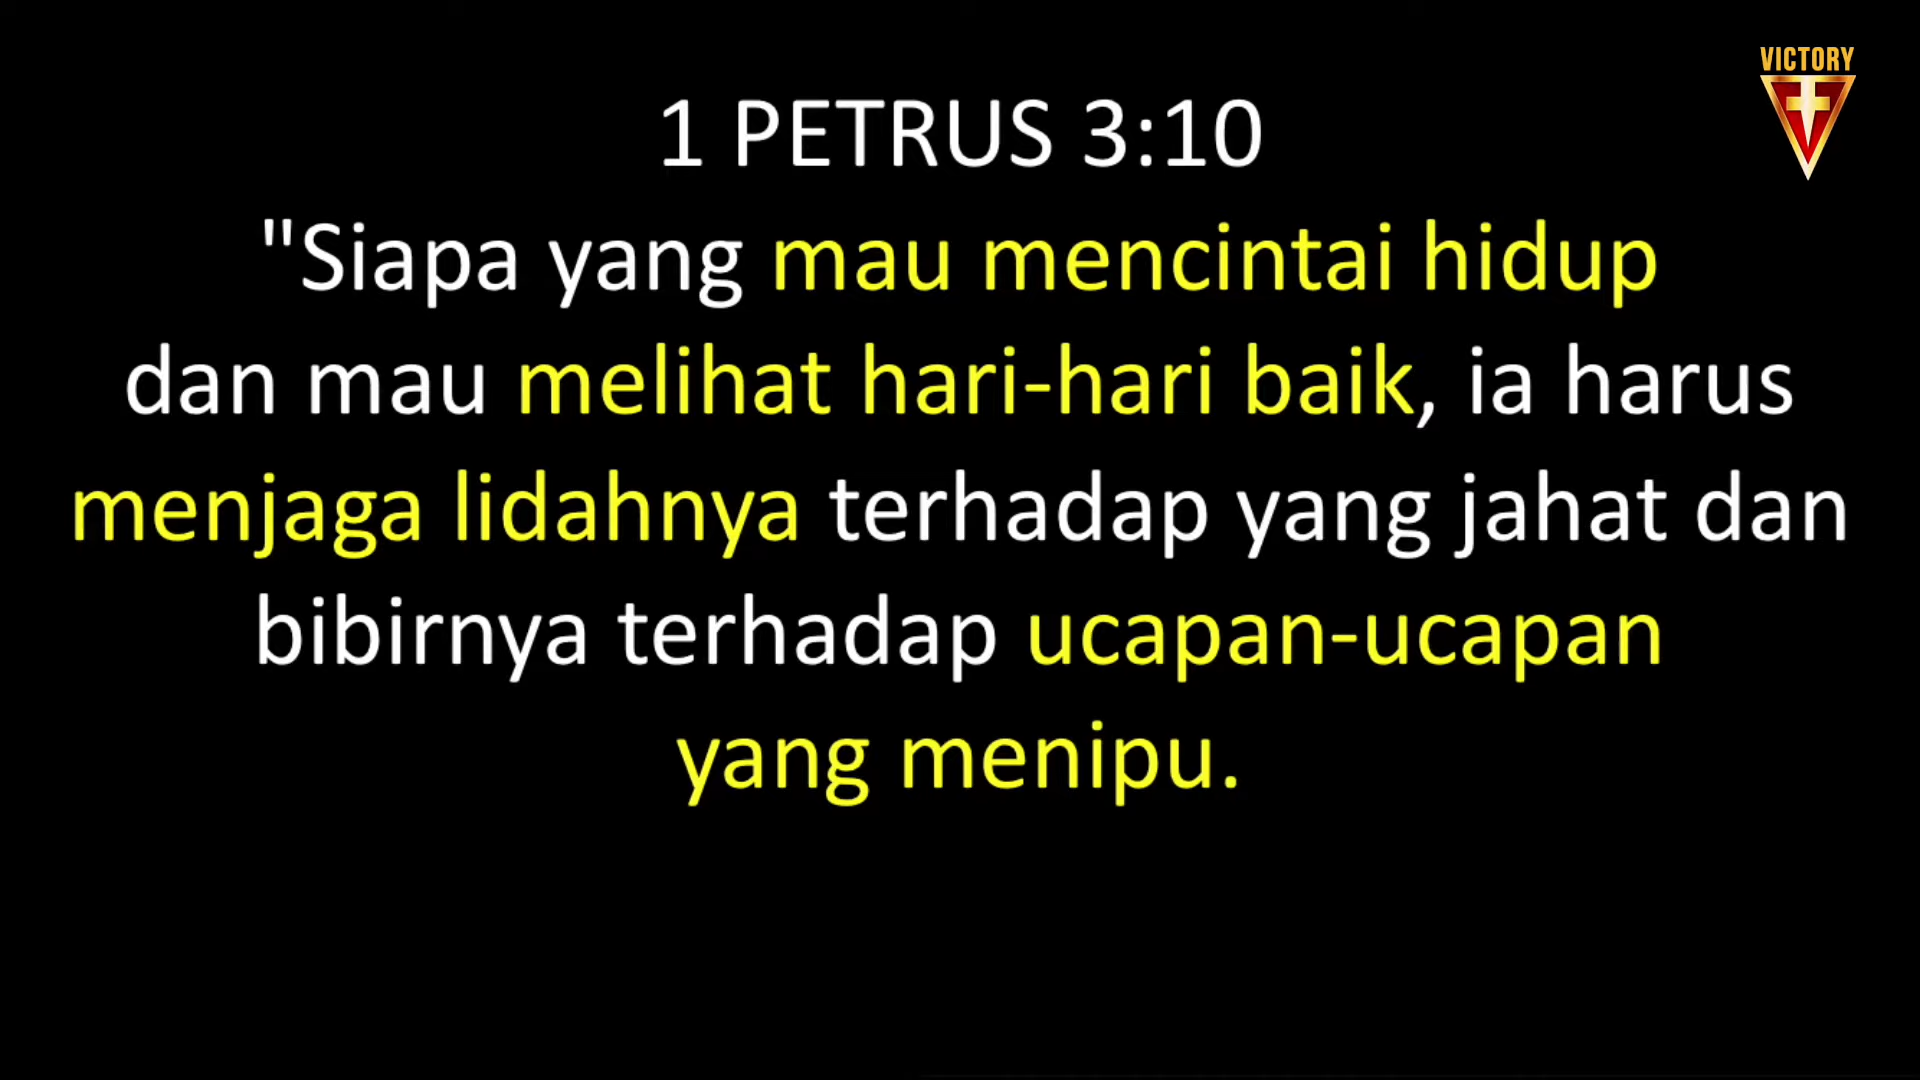 VICTORY
1 PETRUS 3:10
"Siapa yang mau mencintai hidup
dan mau melihat hari-hari baik, ia harus
menjaga lidahnya terhadap yang jahat dan
bibirnya terhadap ucapan-ucapan
yang menipu.